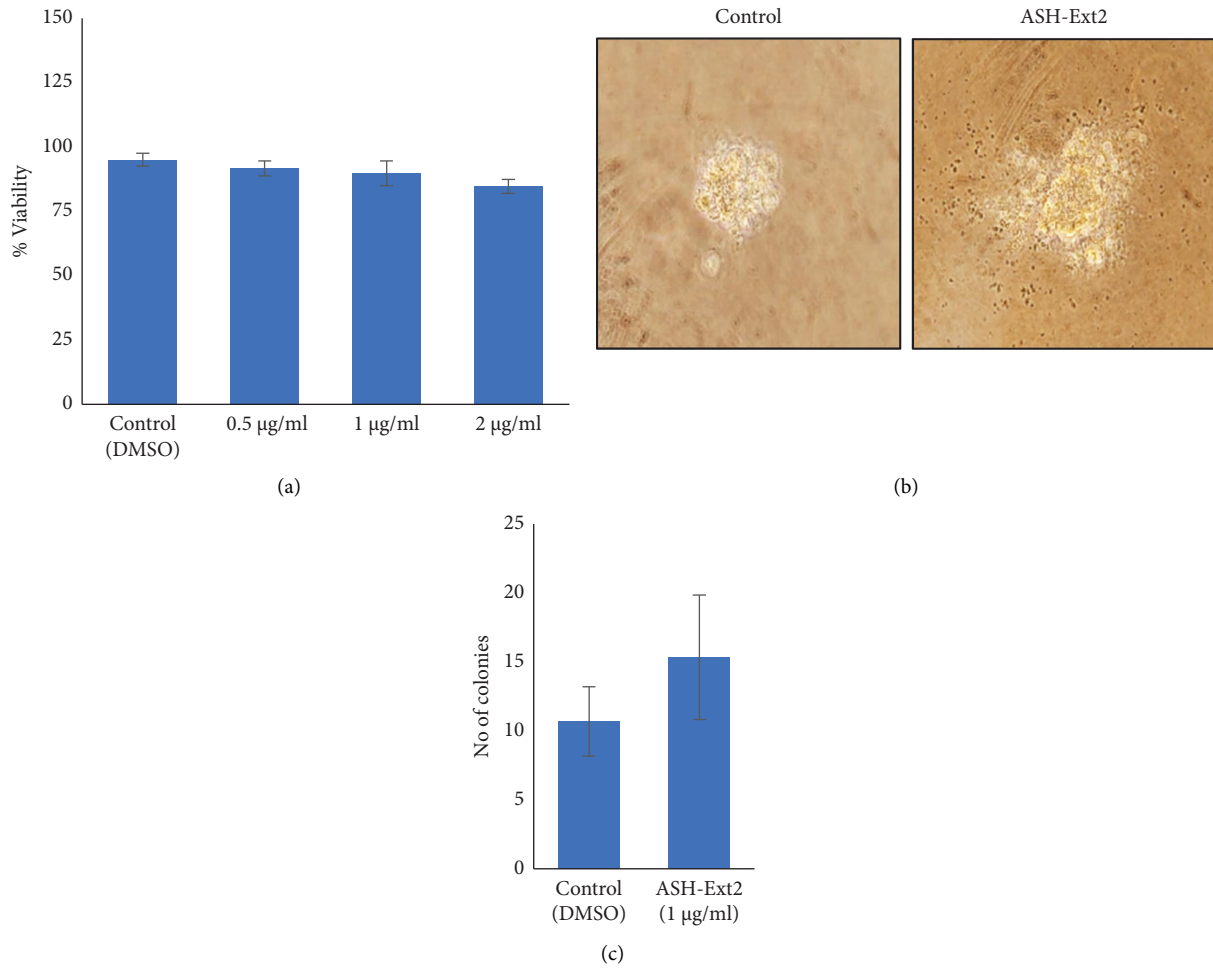 150
125
100
75
50
25
0
% Viability
Control
(DMSO)
0.5 µg/ml
1 µg/ml
2 µg/ml
(a)
Control
ASH-Ext2
(b)
25
20
15
10
5
0
No of colonies
Control
(DMSO)
ASH-Ext2
(1 µg/ml)
(c)